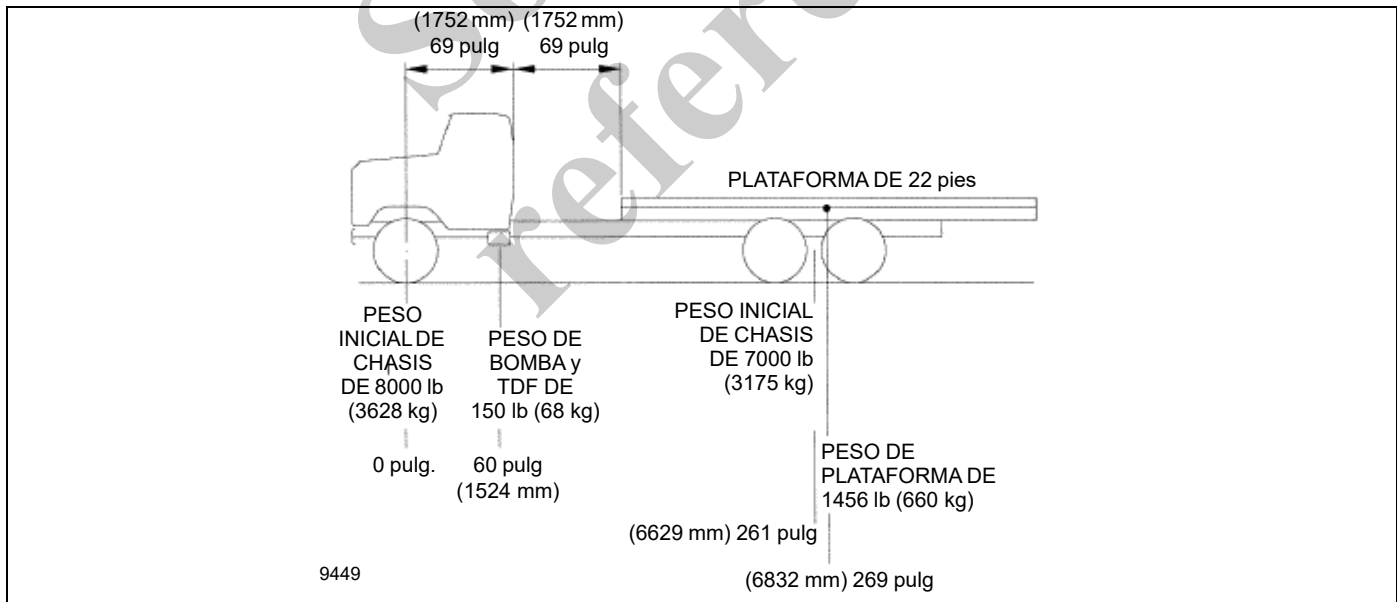 (1752 mm) (1752 mm)
69 pulg 69 pulg
PLATAFORMA DE 22 pies
PESO
INICIAL DE
CHASIS
DE 8000 lb
(3628 kg)
0 pulg.
PESO DE
BOMBA y
TDF DE
150 lb (68 kg)
60 pulg
(1524 mm)
PESO INICIAL
DE CHASIS
DE 7000 lb
(3175 kg)
PESO DE
PLATAFORMA DE
1456 lb (660 kg)
(6629 mm) 261 pulg
(6832 mm) 269 pulg
9449